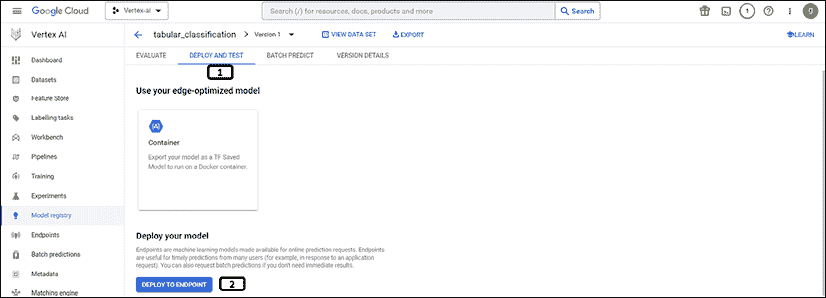 Google Cloud
Vertex-ai
Search (/) for resources, docs, products and more
Search
1
g
Vertex AI
tabular_classification
Version 1
VIEW DATA SET
EXPORT
LEARN
Dashboard
Datasets
Feature Store
Labelling tasks
Workbench
Pipelines
Training
Experiments
Model registry
Endpoints
Batch predictions
Metadata
Matching engine
EVALUATE
DEPLOY AND TEST
BATCH PREDICT
VERSION DETAILS
1
Use your edge-optimized model
Container
Export your model as a TF Saved
Model to run on a Docker container.
Deploy your model
Endpoints are machine learning models made available for online prediction requests. Endpoints
are useful for timely predictions from many users (for example, in response to an application
request). You can also request batch predictions if you don't need immediate results.
DEPLOY TO ENDPOINT
2